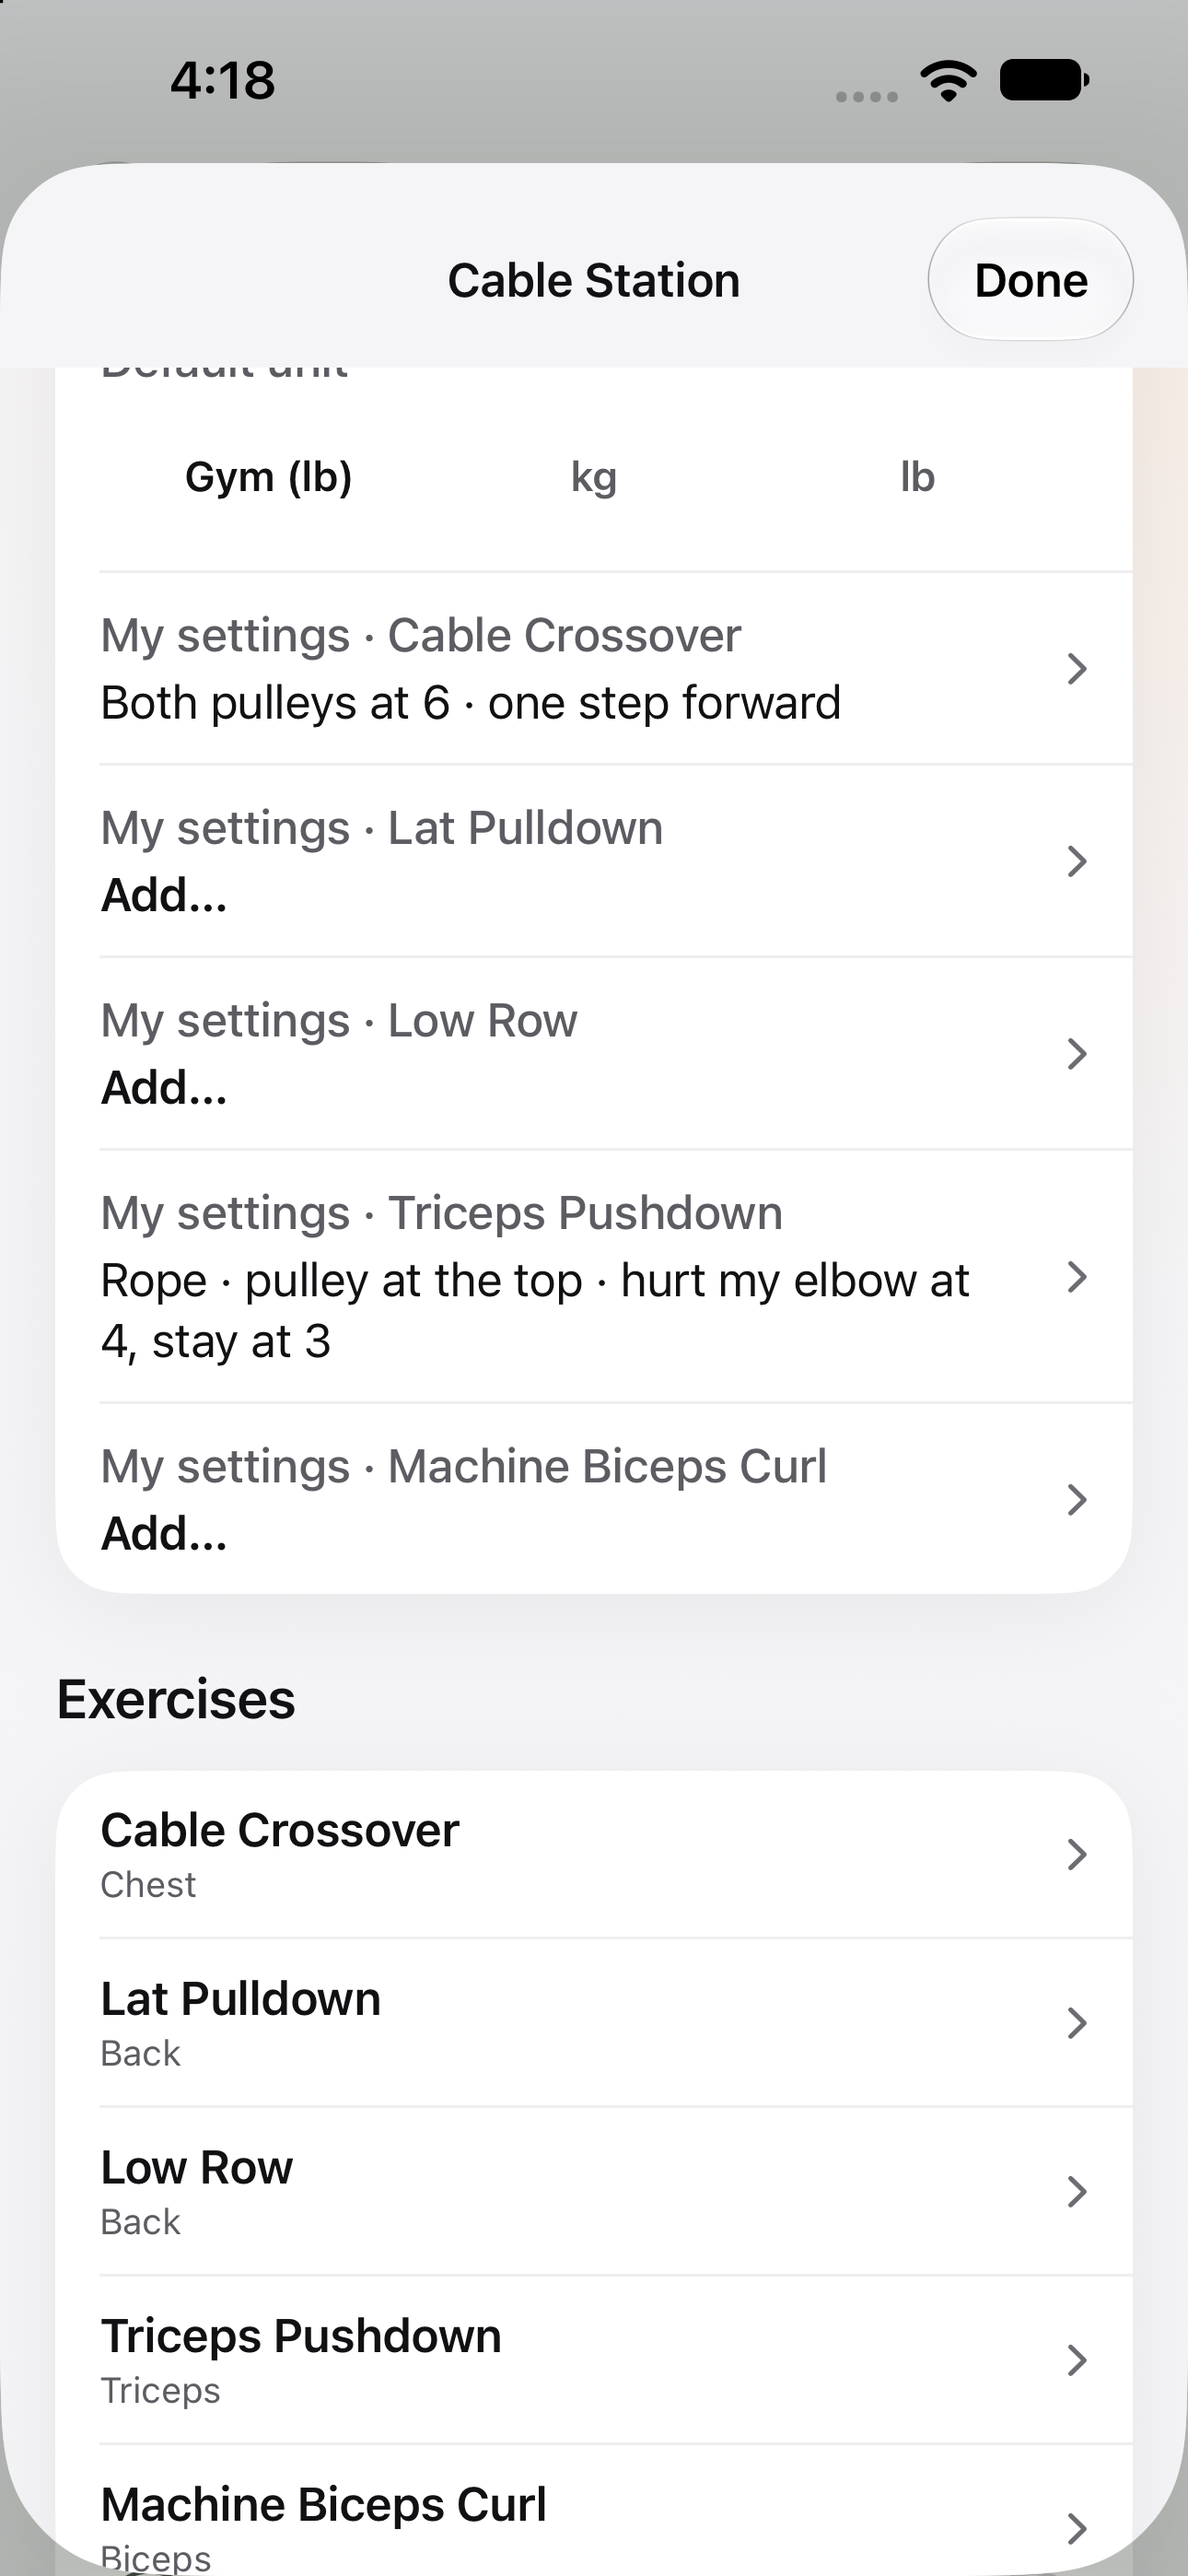 4:18
Cable Station
Done
Default unit
Gym (lb)
kg
lb
My settings · Cable Crossover
Both pulleys at 6 · one step forward
My settings · Lat Pulldown
Add...
My settings · Low Row
Add...
My settings · Triceps Pushdown
Rope · pulley at the top · hurt my elbow at
4, stay at 3
My settings · Machine Biceps Curl
Add...
Exercises
Cable Crossover
Chest
Lat Pulldown
Back
Low Row
Back
Triceps Pushdown
Triceps
Machine Biceps Curl
Biceps